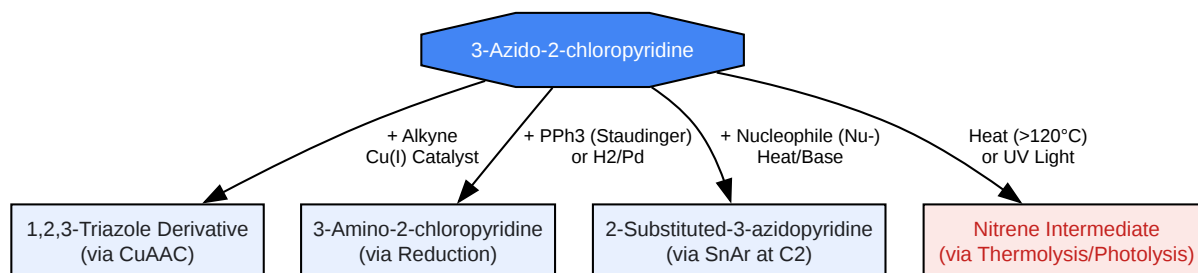 3-Azido-2-chloropyridine
+ Alkyne
Cu(I) Catalyst
+ PPh3 (Staudinger)
or H2/Pd
+ Nucleophile (Nu-)
Heat/Base
Heat (>120°C)
or UV Light
1,2,3-Triazole Derivative
(via CuAAC)
3-Amino-2-chloropyridine
(via Reduction)
2-Substituted-3-azidopyridine
(via SnAr at C2)
Nitrene Intermediate
(via Thermolysis/Photolysis)